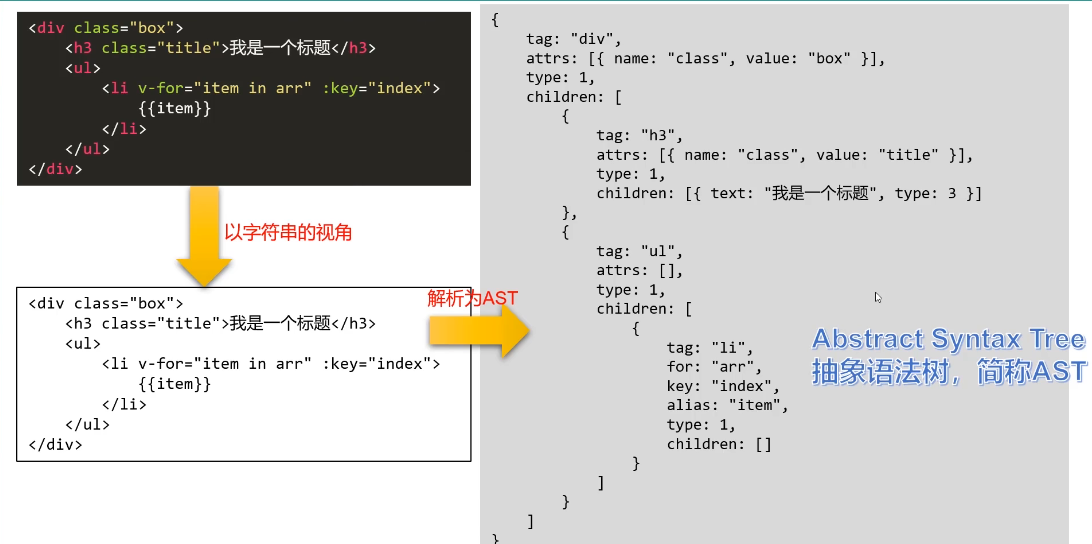 <div class="box">
    <h3 class="title">我是一个标题</h3>
    <ul>
        <li v-for="item in arr" :key="index">
            {{item}}
        </li>
    </ul>
</div>
以字符串的视角
<div class="box">
    <h3 class="title">我是一个标题</h3>
    <ul>
        <li v-for="item in arr" :key="index">
            {{item}}
        </li>
    </ul>
</div>
解析为AST
{
    tag: "div",
    attrs: [{ name: "class", value: "box" }],
    type: 1,
    children: [
        {
            tag: "h3",
            attrs: [{ name: "class", value: "title" }],
            type: 1,
            children: [{ text: "我是一个标题", type: 3 }]
        },
        {
            tag: "ul",
            attrs: [],
            type: 1,
            children: [
                {
                    tag: "li",
                    for: "arr",
                    key: "index",
                    alias: "item",
                    type: 1,
                    children: []
                }
            ]
        }
    ]
}
Abstract Syntax Tree
抽象语法树，简称AST